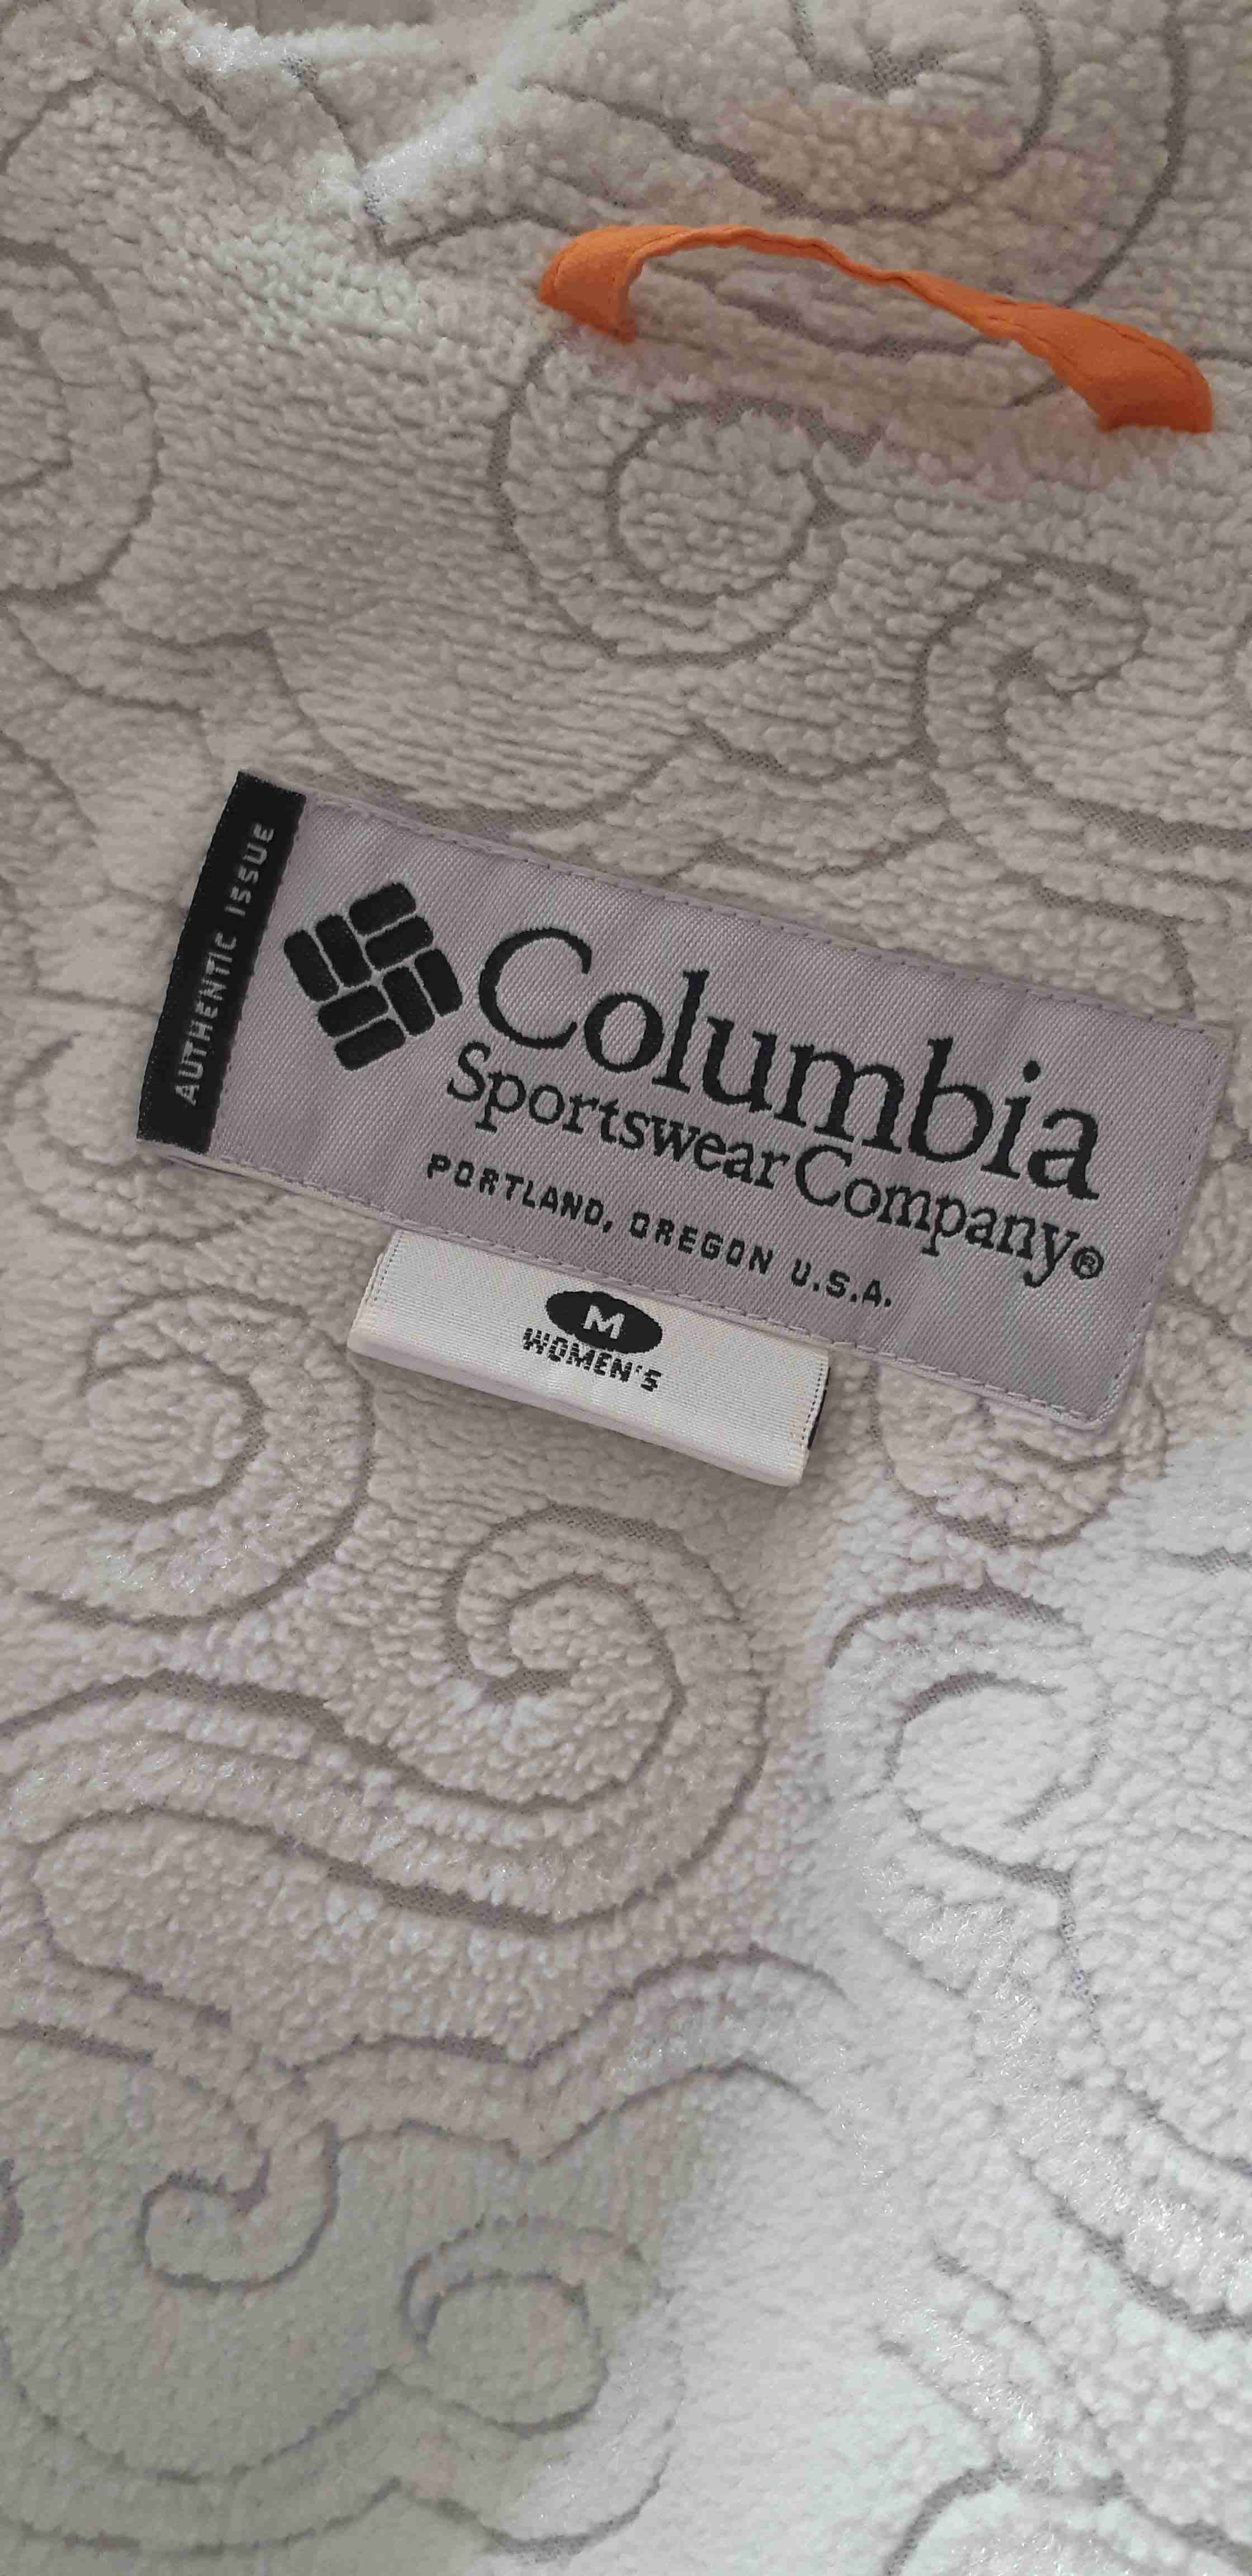 AUTHENTIC ISSUE
Columbia
Sportswear Company®
PORTLAND, OREGON U.S.A.
M
WOMEN'S